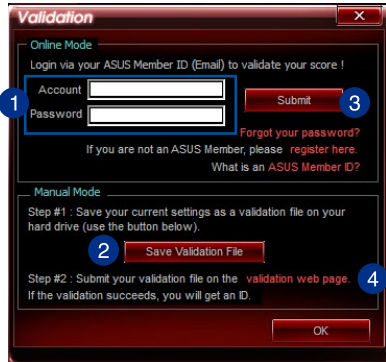 Validation
Online Mode
Login via your ASUS Member ID (Email) to validate your score !
1
Account
Password
Submit
3
Forgot your password?
If you are not an ASUS Member, please register here.
What is an ASUS Member ID?
Manual Mode
Step #1 : Save your current settings as a validation file on your
hard drive (use the button below).
2
Save Validation File
Step #2 : Submit your validation file on the validation web page.
4
If the validation succeeds, you will get an ID.
OK